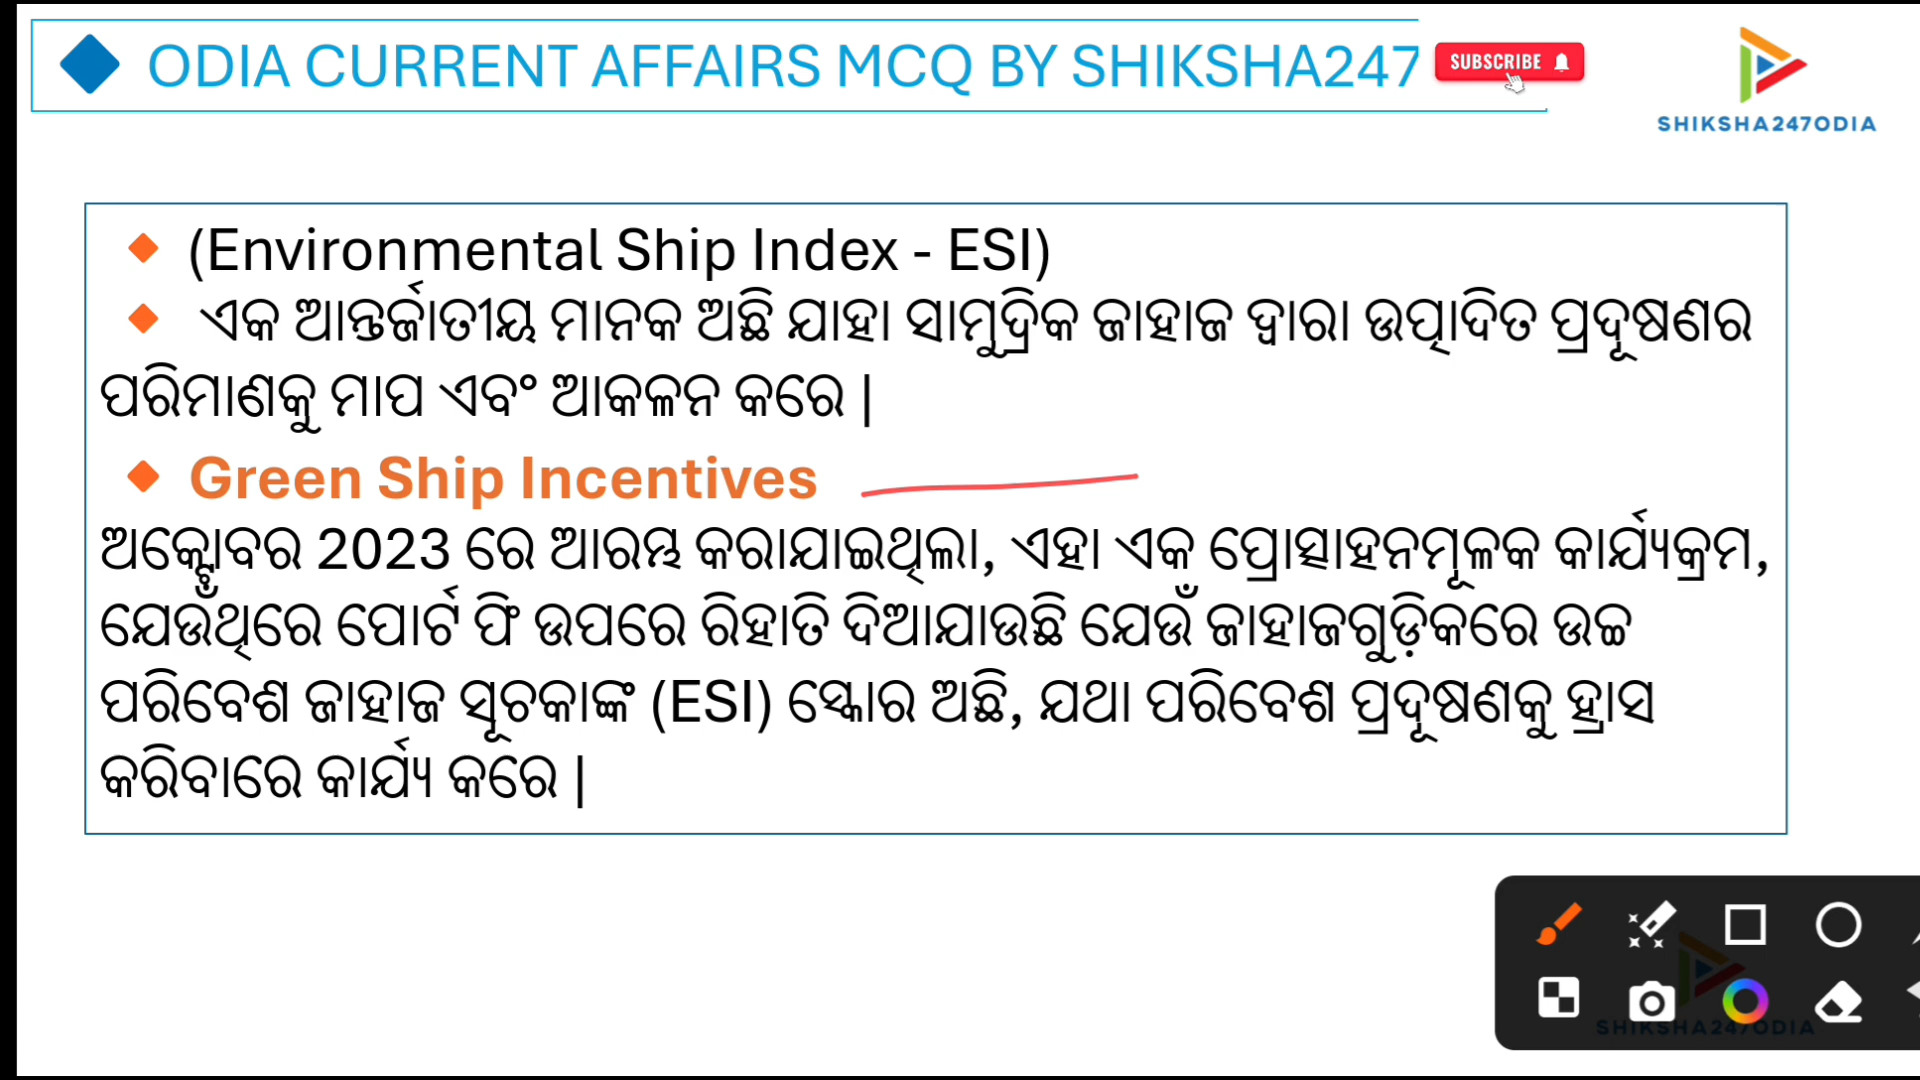 ODIA CURRENT AFFAIRS MCQ BY SHIKSHA247
SUBSCRIBE
SHIKSHA247ODIA
(Environmental Ship Index - ESI)
ଏକ ଆନ୍ତର୍ଜାତୀୟ ମାନକ ଅଛି ଯାହା ସାମୁଦ୍ରିକ ଜାହାଜ ଦ୍ୱାରା ଉତ୍ପାଦିତ ପ୍ରଦୂଷଣର
ପରିମାଣକୁ ମାପ ଏବଂ ଆକଳନ କରେ |
Green Ship Incentives
ଅକ୍ଟୋବର 2023 ରେ ଆରମ୍ଭ କରାଯାଇଥିଲା, ଏହା ଏକ ପ୍ରୋତ୍ସାହନମୂଳକ କାର୍ଯ୍ୟକ୍ରମ,
ଯେଉଁଥିରେ ପୋର୍ଟ ଫି ଉପରେ ରିହାତି ଦିଆଯାଉଛି ଯେଉଁ ଜାହାଜଗୁଡ଼ିକରେ ଉଚ୍ଚ
ପରିବେଶ ଜାହାଜ ସୂଚକାଙ୍କ (ESI) ସ୍କୋର ଅଛି, ଯଥା ପରିବେଶ ପ୍ରଦୂଷଣକୁ ହ୍ରାସ
କରିବାରେ କାର୍ଯ୍ୟ କରେ |
SHIKSHA247ODIA